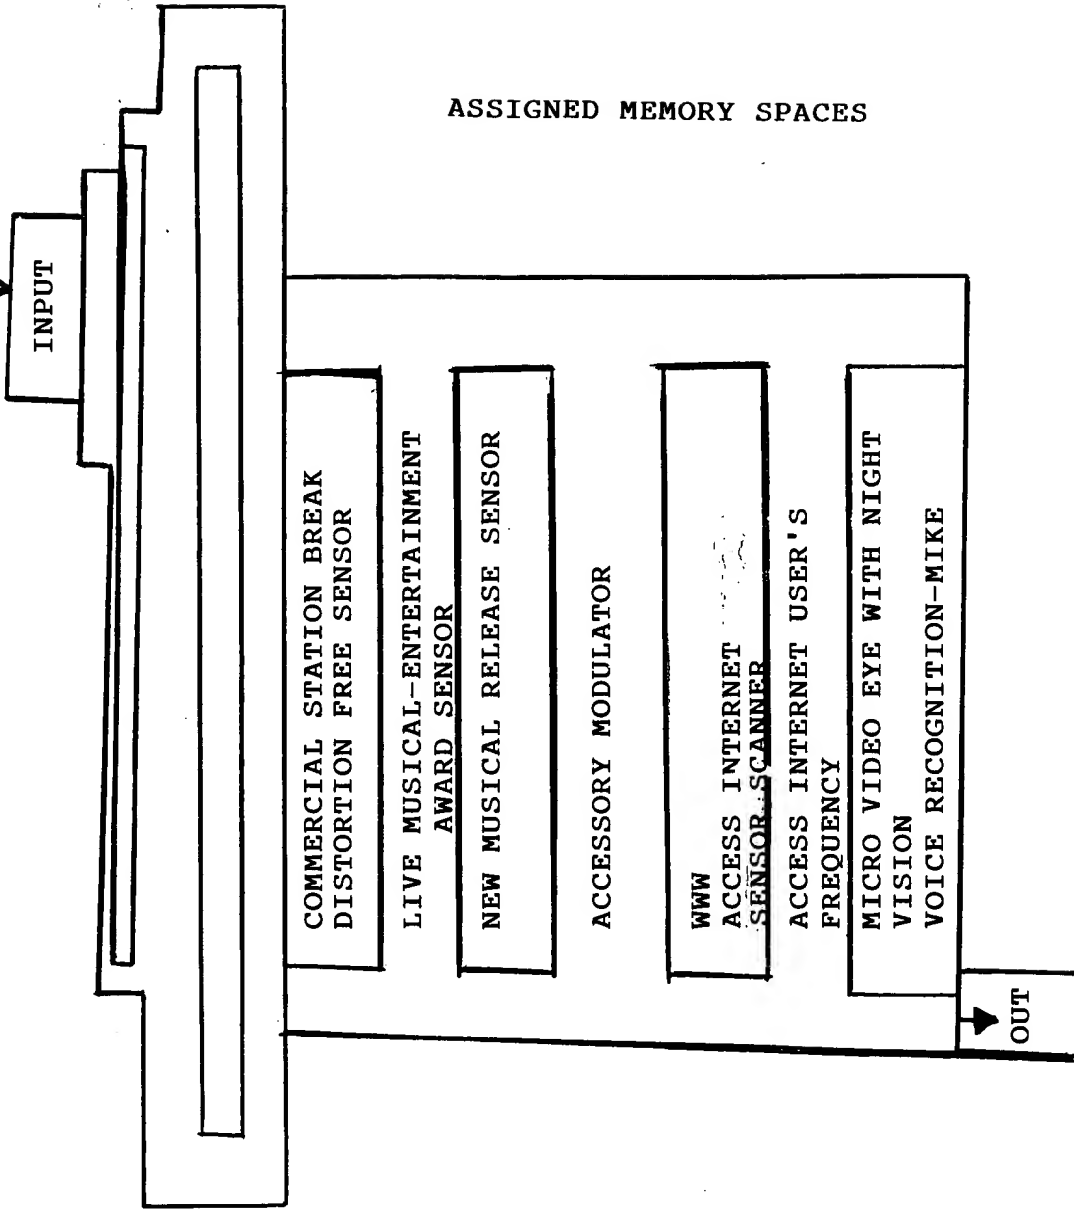 ASSIGNED MEMORY SPACES
INPUT
COMMERCIAL STATION BREAK
DISTORTION FREE SENSOR
LIVE MUSICAL-ENTERTAINMENT
AWARD SENSOR
NEW MUSICAL RELEASE SENSOR
ACCESSORY MODULATOR
WWW
ACCESS INTERNET
SENSOR SCANNER
ACCESS INTERNET USER'S
FREQUENCY
MICRO VIDEO EYE WITH NIGHT
VISION
VOICE RECOGNITION-MIKE
OUT